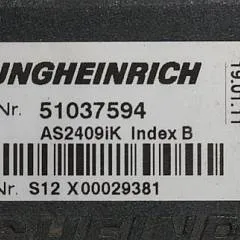 UNGHEINRICH
Nr. 51037594
AS2409iK Index B
Nr. S12 X00029381
19.01.11